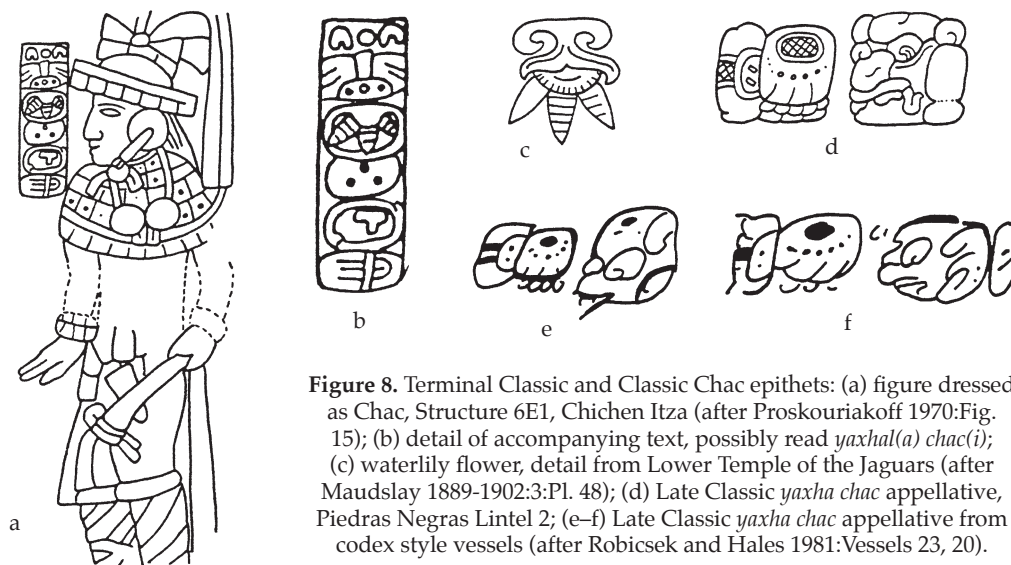 c
d
b
e
f
a
Figure 8. Terminal Classic and Classic Chac epithets: (a) figure dressed
as Chac, Structure 6E1, Chichen Itza (after Proskouriakoff 1970:Fig.
15); (b) detail of accompanying text, possibly read yaxhal(a) chac(i);
(c) waterlily flower, detail from Lower Temple of the Jaguars (after
Maudslay 1889-1902:3:Pl. 48); (d) Late Classic yaxha chac appellative,
Piedras Negras Lintel 2; (e–f) Late Classic yaxha chac appellative from
codex style vessels (after Robicsek and Hales 1981:Vessels 23, 20).